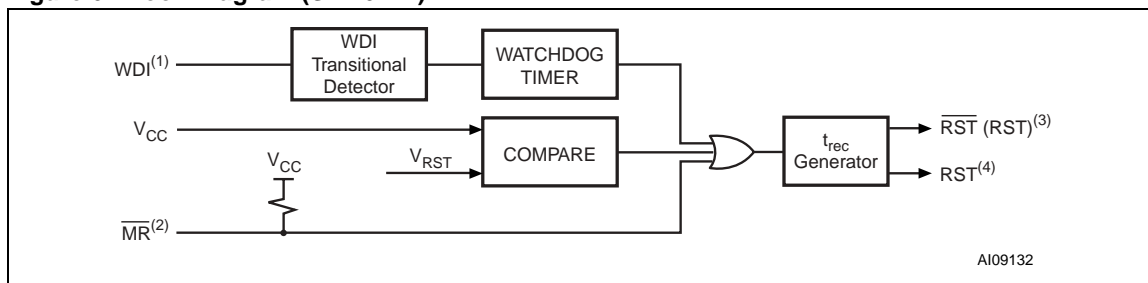 WDI(1)
WDI
Transitional
Detector
WATCHDOG
TIMER
VCC
VRST
COMPARE
VCC
MR(2)
trec
Generator
RST (RST)(3)
RST(4)
AI09132